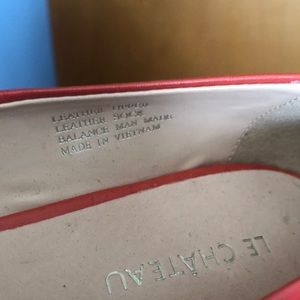 LEATHER UPPER
LEATHER SOCK
BALANCE MAN MADE
MADE IN VIETNAM
LE CHÂTEAU